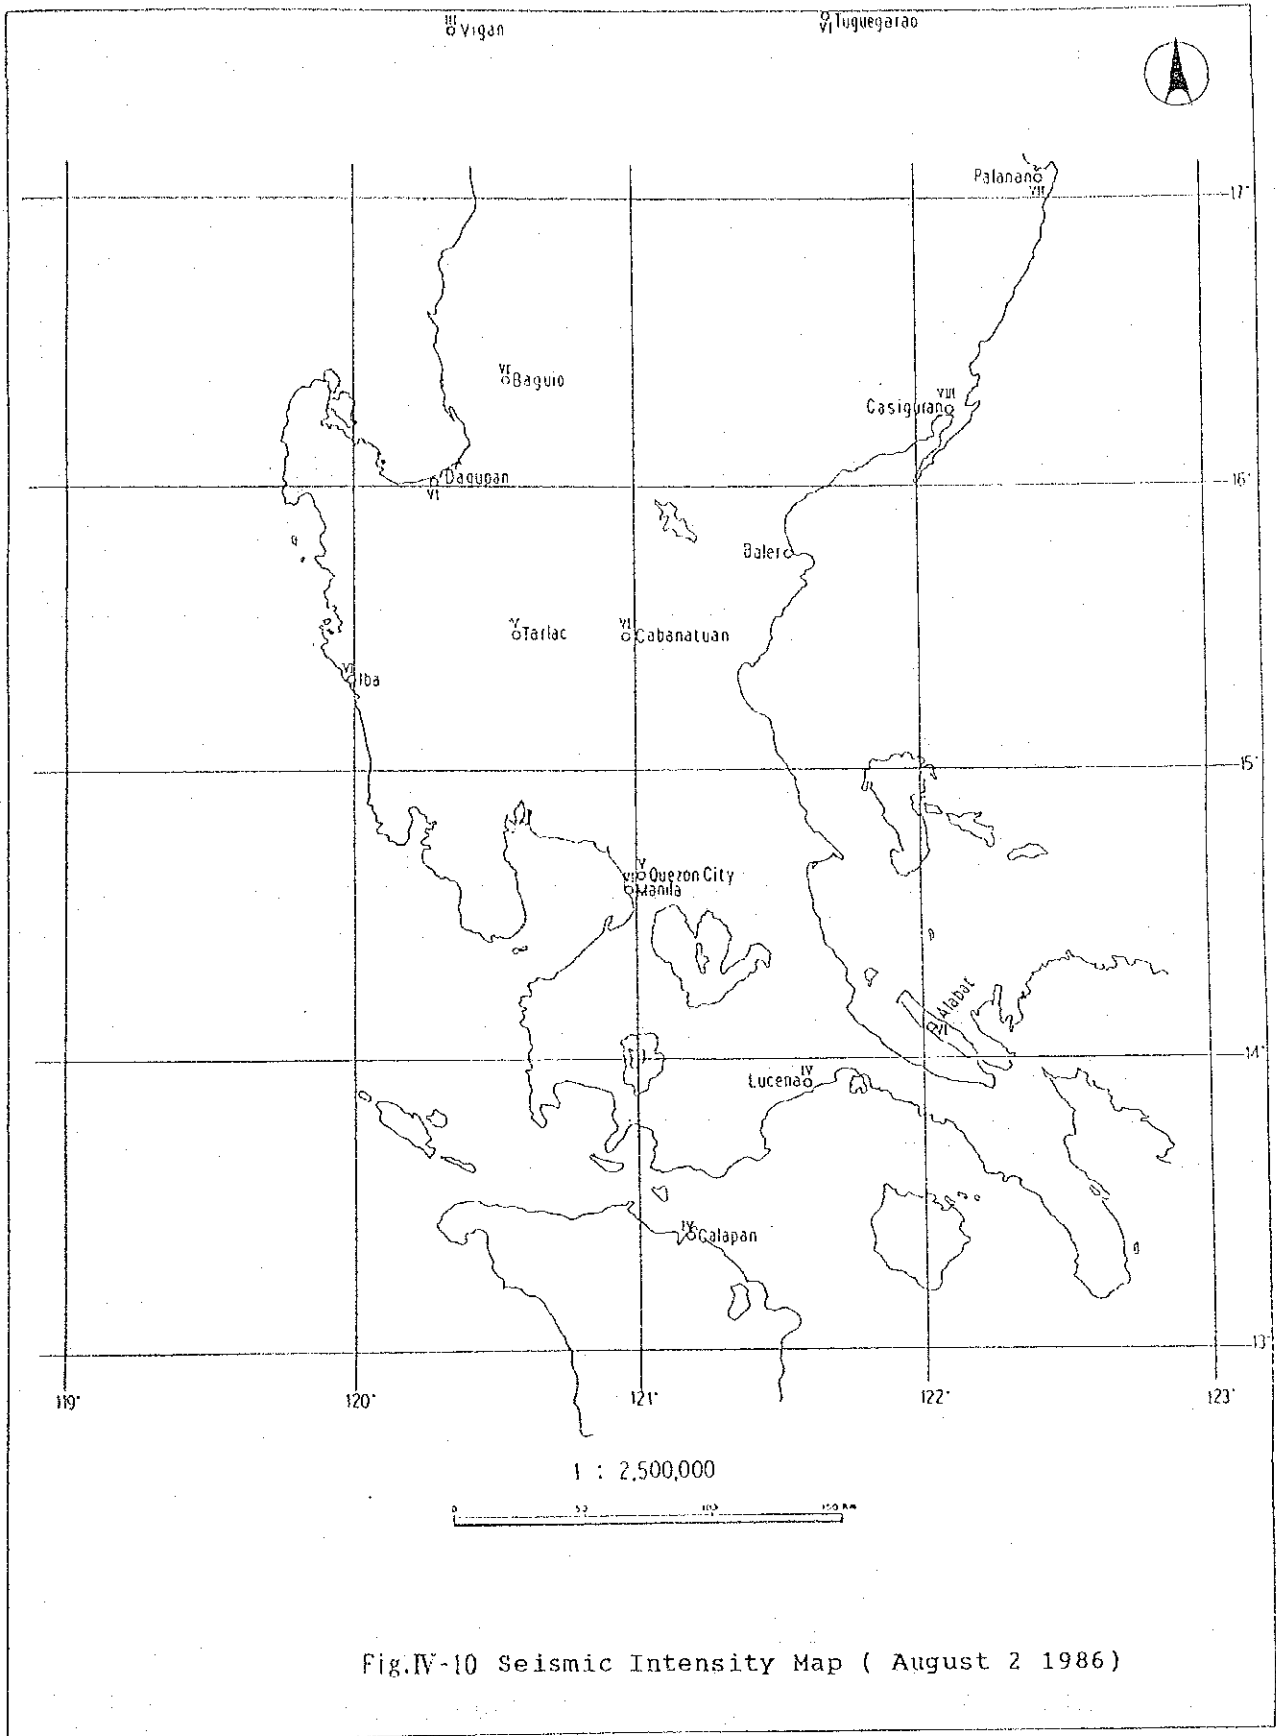 III
Vigan
VI
Tuguegarao
Palanan
VII
17°
VI
Baguio
VIII
Casiguran
Dagupan
VI
16°
Baler
V
Tarlac
VI
Cabanatuan
VI
Iba
15°
V
Quezon City
VI
Manila
Alabat
VII
14°
Lucena
IV
IV
Calapan
13°
119°
120°
121°
122°
123°
1 : 2,500,000
0 50 100 150 KM
Fig.IV-10 Seismic Intensity Map ( August 2 1986)